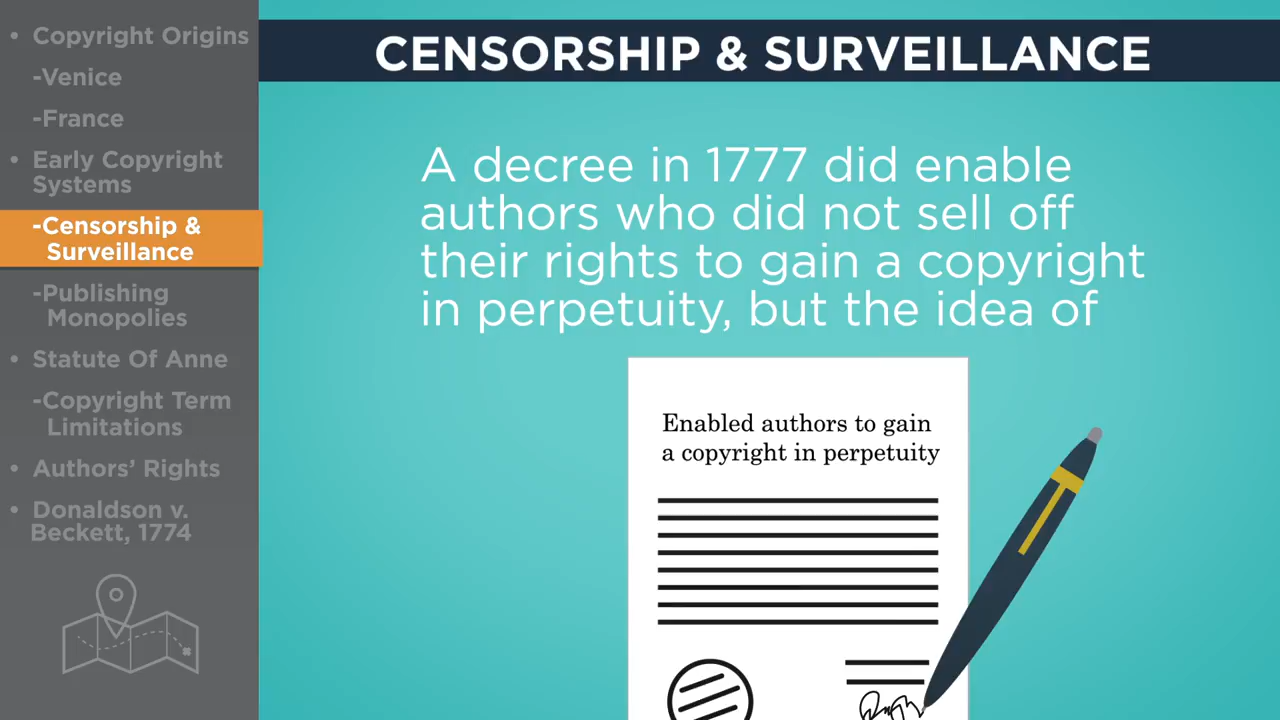 • Copyright Origins
-Venice
-France
• Early Copyright
Systems
-Censorship &
Surveillance
-Publishing
Monopolies
• Statute Of Anne
-Copyright Term
Limitations
• Authors' Rights
• Donaldson v.
Beckett, 1774
CENSORSHIP & SURVEILLANCE
A decree in 1777 did enable
authors who did not sell off
their rights to gain a copyright
in perpetuity, but the idea of
Enabled authors to gain
a copyright in perpetuity